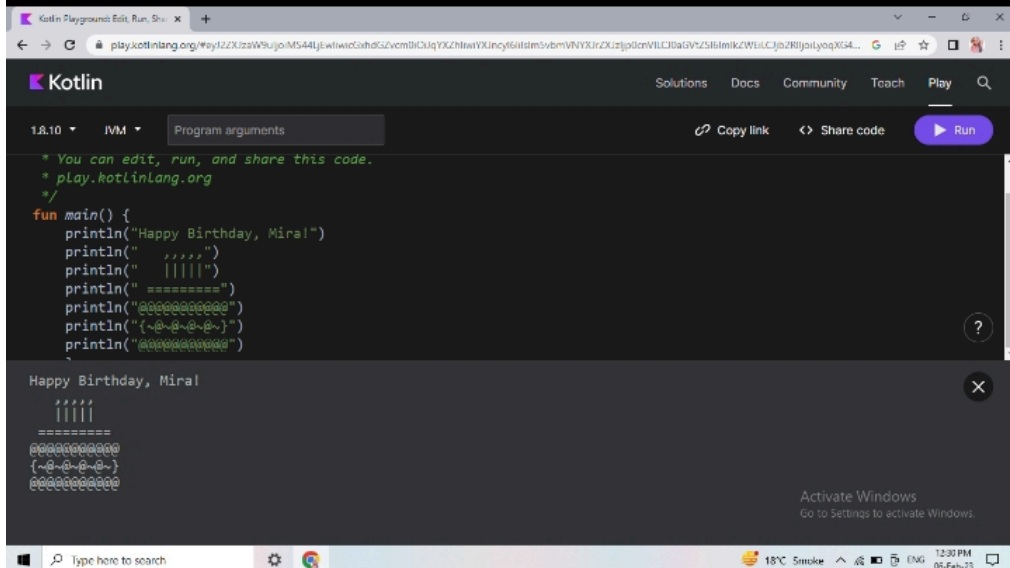 Kotlin Playground: Edit, Run, Sha
Kotlin
Solutions Docs Community Teach Play
1.8.10 JVM Program arguments Copy link <> Share code Run
* You can edit, run, and share this code.
* play.kotlinlang.org
*/
fun main() {
    println("Happy Birthday, Mira!")
    println("   ,,,,,")
    println("   |||||")
    println(" =========")
    println("@@@@@@@@@@@")
    println("{~@~@~@~@~}")
    println("@@@@@@@@@@@")
?
Happy Birthday, Mira!
   ,,,,,
   |||||
 =========
@@@@@@@@@@@
{~@~@~@~@~}
@@@@@@@@@@@
Activate Windows
Go to Settings to activate Windows.
Type here to search
18°C Smoke ENG 12:30 PM
06-Feb-23